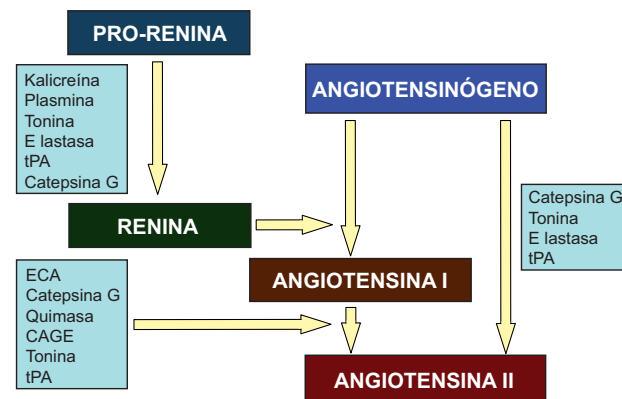 PRO-RENINA
Kalicreína
Plasmina
Tonina
E lastasa
tPA
Catepsina G
ANGIOTENSINÓGENO
RENINA
Catepsina G
Tonina
E lastasa
tPA
ANGIOTENSINA I
ECA
Catepsina G
Quimasa
CAGE
Tonina
tPA
ANGIOTENSINA II